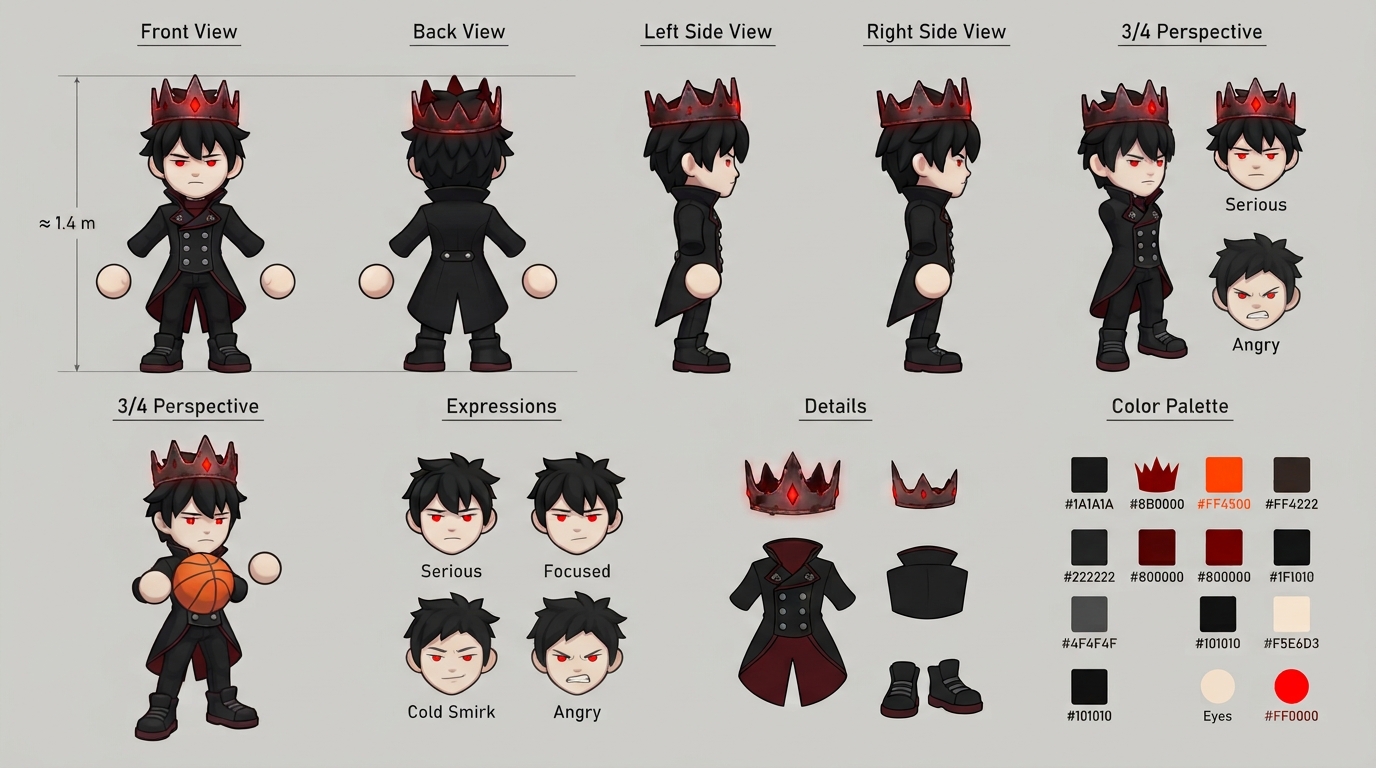 Front View
Back View
Left Side View
Right Side View
3/4 Perspective
≈ 1.4 m
Serious
Angry
3/4 Perspective
Expressions
Details
Color Palette
Serious
Focused
Cold Smirk
Angry
#1A1A1A
#8B0000
#FF4500
#FF4222
#222222
#800000
#800000
#1F1010
#4F4F4F
#101010
#F5E6D3
#101010
Eyes
#FF0000